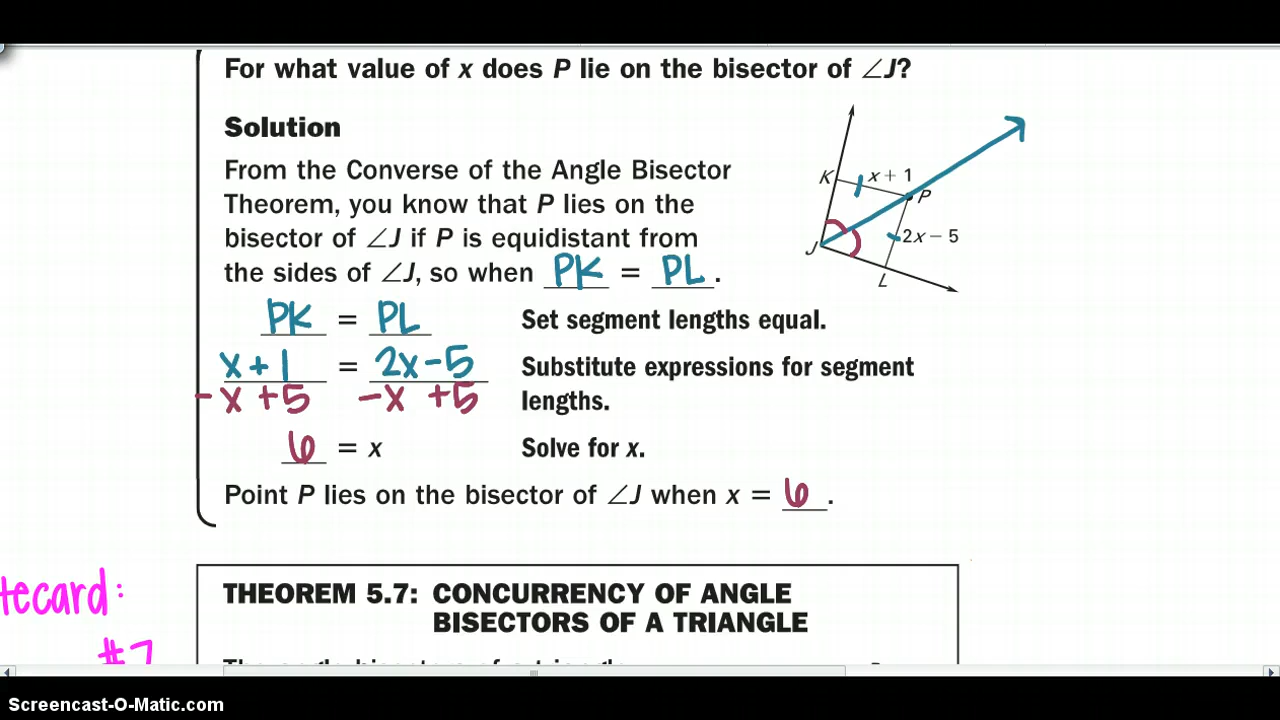 For what value of x does P lie on the bisector of ∠J?
Solution
From the Converse of the Angle Bisector
Theorem, you know that P lies on the
bisector of ∠J if P is equidistant from
the sides of ∠J, so when PK = PL.
K
x + 1
P
J
2x − 5
L
PK = PL Set segment lengths equal.
x + 1 = 2x − 5 Substitute expressions for segment
−x +5 −x +5 lengths.
6 = x Solve for x.
Point P lies on the bisector of ∠J when x = 6.
tecard:
#7
THEOREM 5.7: CONCURRENCY OF ANGLE
BISECTORS OF A TRIANGLE
Screencast-O-Matic.com